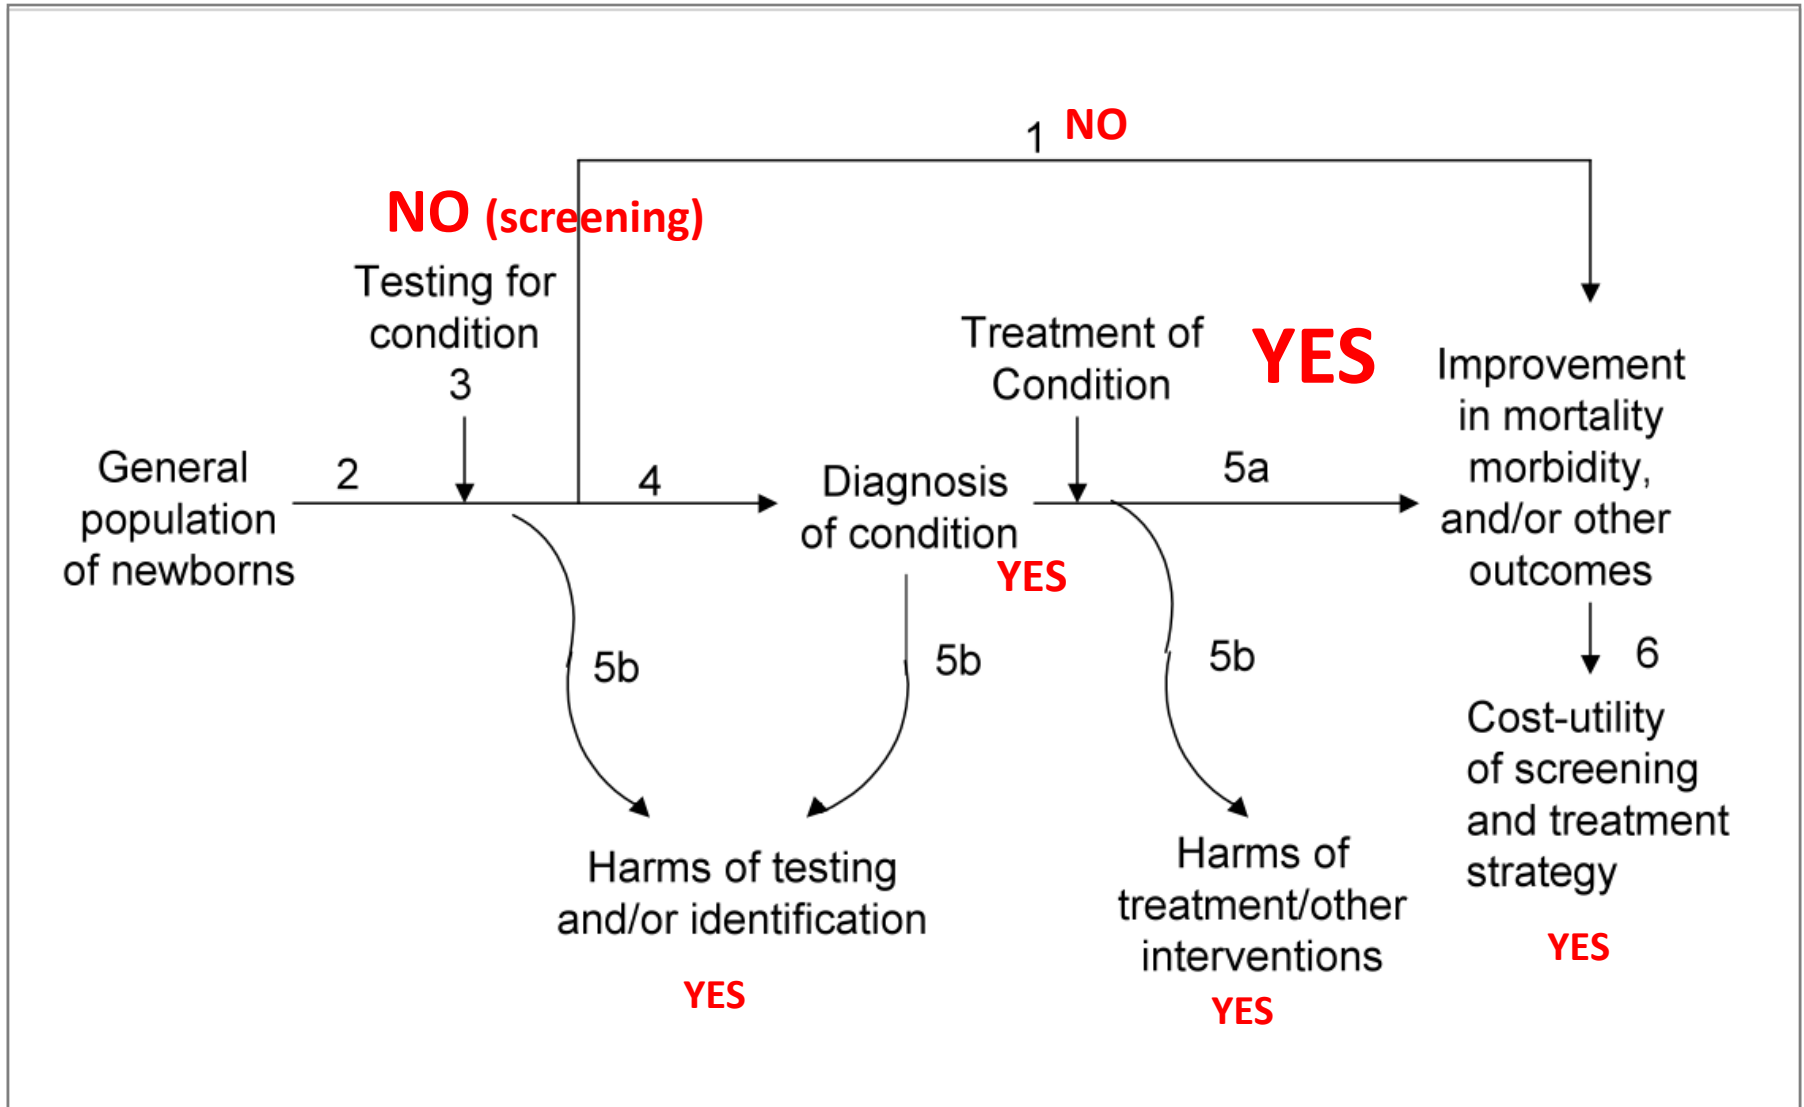 1 NO
NO (screening)
Testing for
condition
3
Treatment of
Condition
YES
Improvement
in mortality
morbidity,
and/or other
outcomes
General
population
of newborns
2
4
Diagnosis
of condition
YES
5a
5b
5b
5b
6
Cost-utility
of screening
and treatment
strategy
YES
Harms of testing
and/or identification
YES
Harms of
treatment/other
interventions
YES